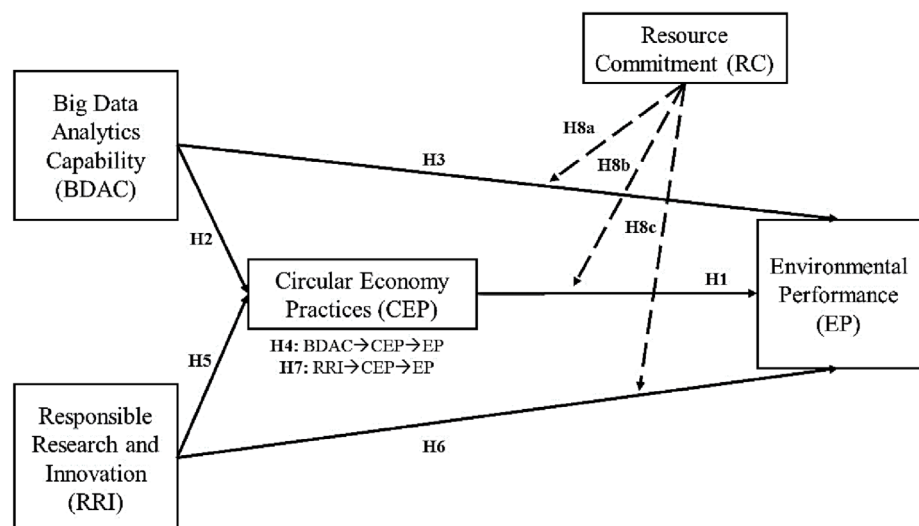 Resource
Commitment (RC)
Big Data
Analytics
Capability
(BDAC)
H8a
H3
H8b
H8c
H2
Circular Economy
Practices (CEP)
H1
Environmental
Performance
(EP)
H4: BDAC→CEP→EP
H7: RRI→CEP→EP
H5
Responsible
Research and
Innovation
(RRI)
H6